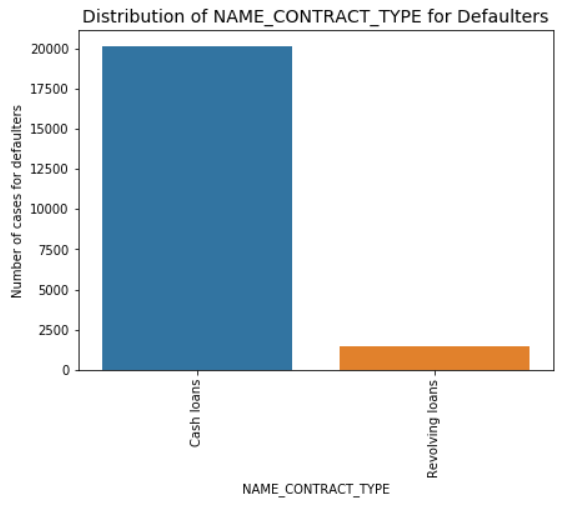 Distribution of NAME_CONTRACT_TYPE for Defaulters
20000
17500
15000
12500
10000
7500
5000
2500
0
Number of cases for defaulters
Cash loans
Revolving loans
NAME_CONTRACT_TYPE